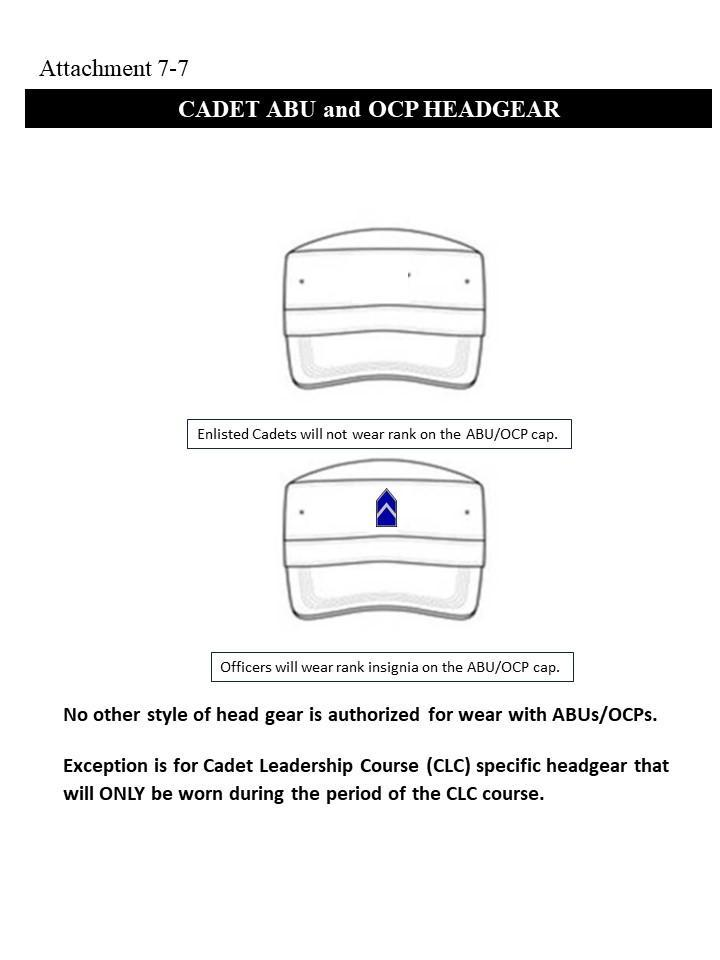 Attachment 7-7
CADET ABU and OCP HEADGEAR
Enlisted Cadets will not wear rank on the ABU/OCP cap.
Officers will wear rank insignia on the ABU/OCP cap.
No other style of head gear is authorized for wear with ABUs/OCPs.
Exception is for Cadet Leadership Course (CLC) specific headgear that
will ONLY be worn during the period of the CLC course.